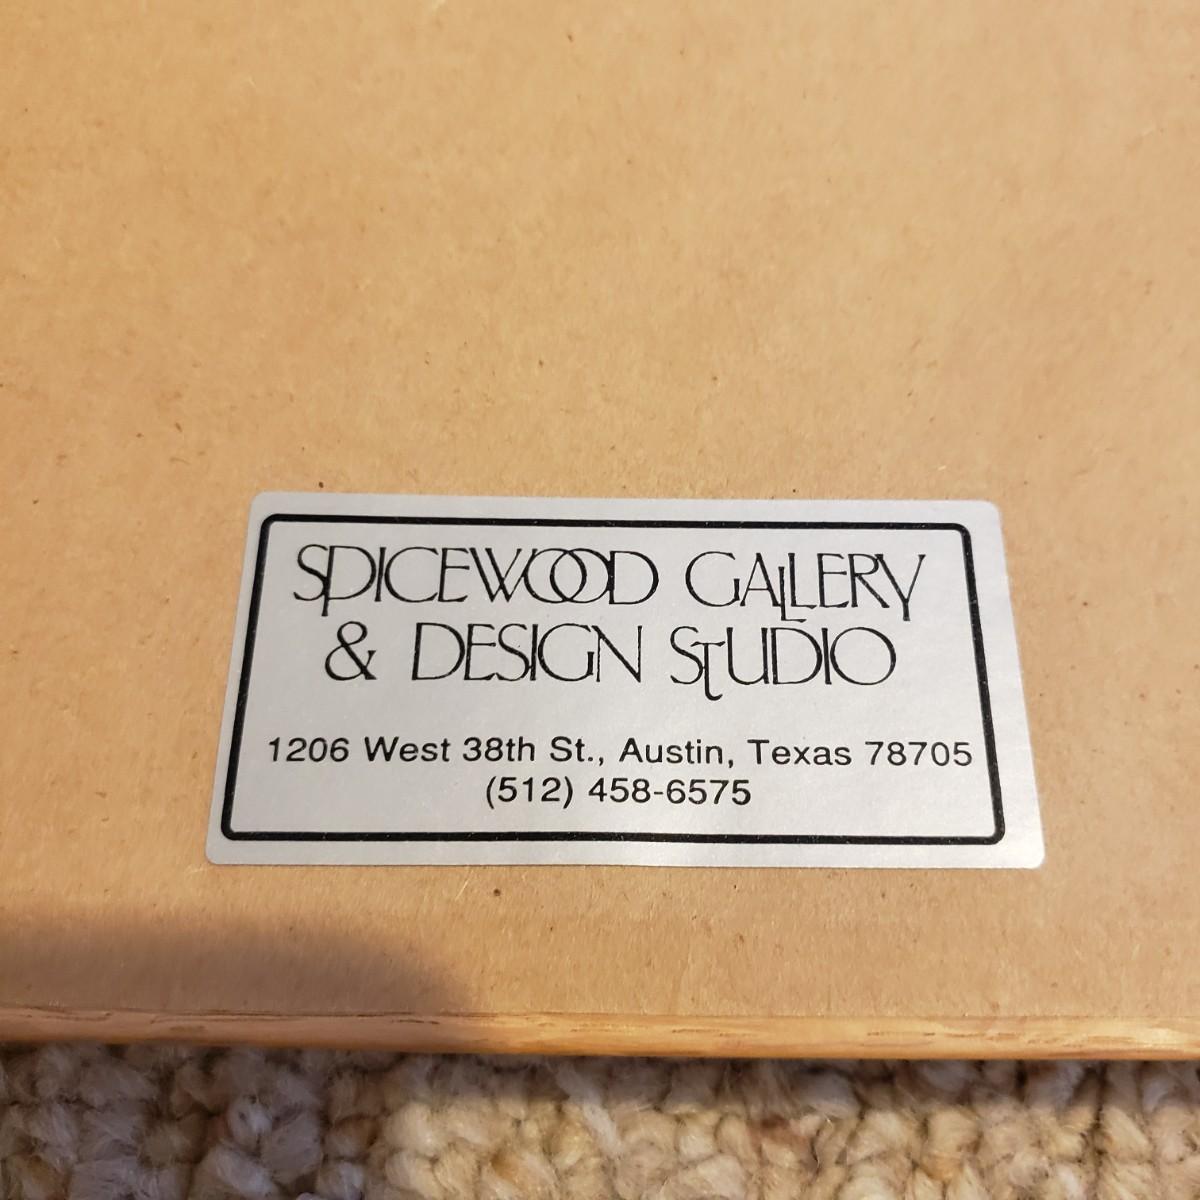 SPICEWOOD GALLERY
& DESIGN STUDIO
1206 West 38th St., Austin, Texas 78705
(512) 458-6575